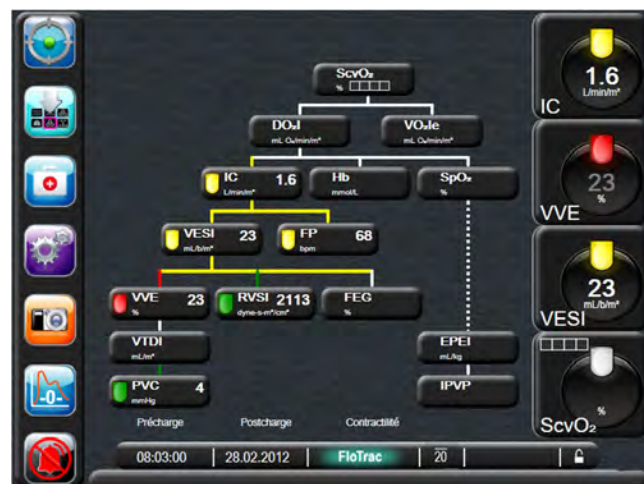 ScvO₂
%
DO₂I
mL O₂/min/m²
VO₂Ie
mL O₂/min/m²
IC 1.6
L/min/m²
Hb
mmol/L
SpO₂
%
VESI 23
mL/b/m²
FP 68
bpm
VVE 23
%
RVSI 2113
dyne-s-m²/cm⁵
FEG
%
VTDI
mL/m²
EPEI
mL/kg
PVC 4
mmHg
IPVP
Précharge Postcharge Contractilité
1.6
L/min/m²
IC
23
%
VVE
23
mL/b/m²
VESI
%
ScvO₂
-0-
08:03:00 28.02.2012 FloTrac 20